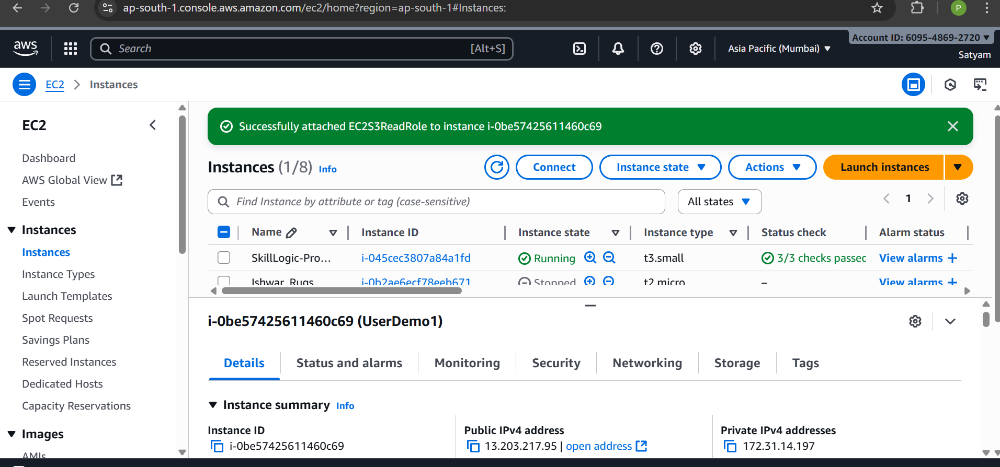 ap-south-1.console.aws.amazon.com/ec2/home?region=ap-south-1#Instances:
P
aws
Search
[Alt+S]
Asia Pacific (Mumbai)
Account ID: 6095-4869-2720
Satyam
EC2
Instances
EC2
Dashboard
AWS Global View
Events
Instances
Instances
Instance Types
Launch Templates
Spot Requests
Savings Plans
Reserved Instances
Dedicated Hosts
Capacity Reservations
Images
AMIs
Successfully attached EC2S3ReadRole to instance i-0be57425611460c69
Instances (1/8) Info
Connect
Instance state
Actions
Launch instances
Find Instance by attribute or tag (case-sensitive)
All states
1
Name Instance ID Instance state Instance type Status check Alarm status
SkillLogic-Pro... i-045cec3807a84a1fd Running t3.small 3/3 checks passed View alarms +
Ishwar_Rugs i-0b2ae6ecf78eeb671 Stopped t2.micro – View alarms +
i-0be57425611460c69 (UserDemo1)
Details Status and alarms Monitoring Security Networking Storage Tags
Instance summary Info
Instance ID
i-0be57425611460c69
Public IPv4 address
13.203.217.95 | open address
Private IPv4 addresses
172.31.14.197